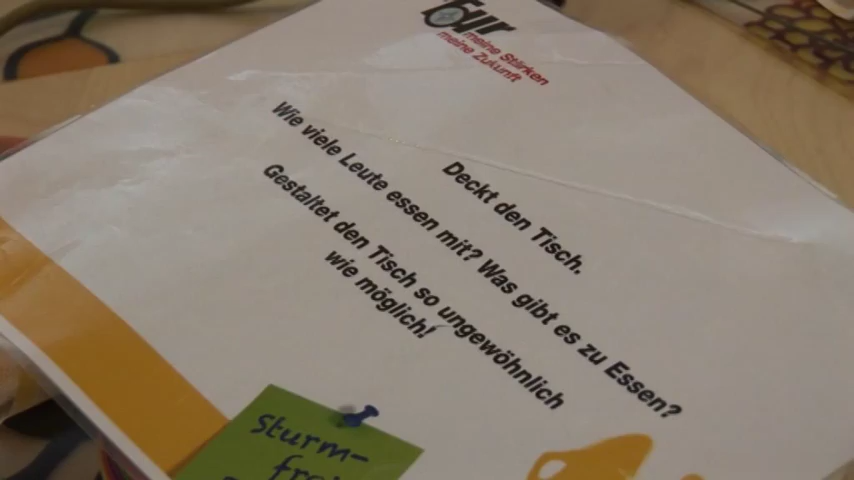 tour
meine Stärken
meine Zukunft
Deckt den Tisch.
Wie viele Leute essen mit? Was gibt es zu Essen?
Gestaltet den Tisch so ungewöhnlich
wie möglich!
sturm-